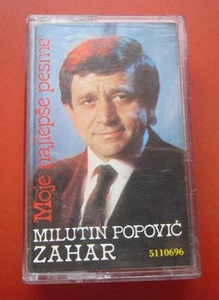 Moje najlepše pesme
MILUTIN POPOVIĆ
ZAHAR
5110696